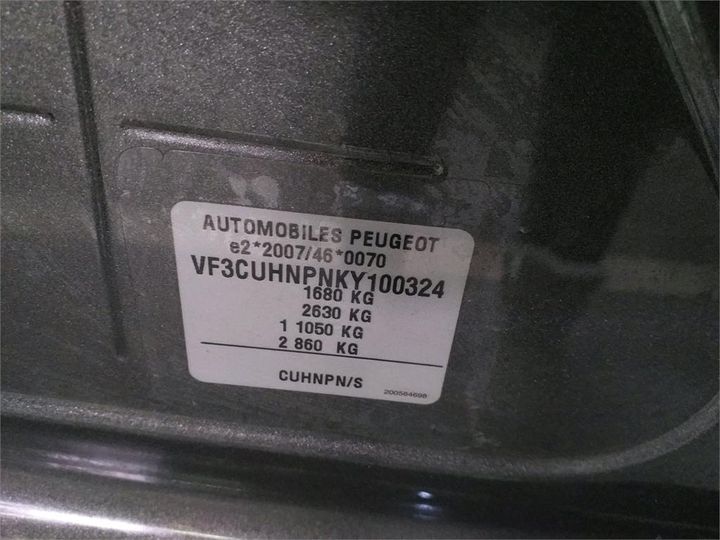 AUTOMOBILES PEUGEOT
e2*2007/46*0070
VF3CUHNPNKY100324
1680 KG
2630 KG
1 1050 KG
2 860 KG
CUHNPN/S
200564698